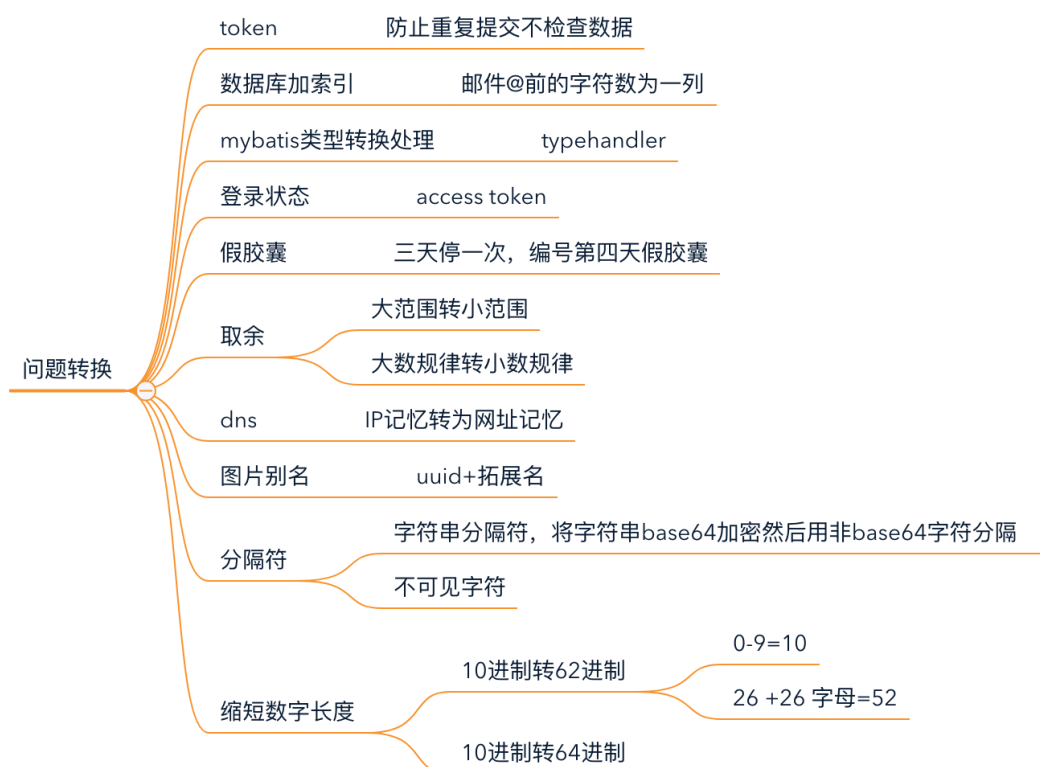 token 防止重复提交不检查数据
数据库加索引 邮件@前的字符数为一列
mybatis类型转换处理 typehandler
登录状态 access token
假胶囊 三天停一次，编号第四天假胶囊
大范围转小范围
取余
大数规律转小数规律
问题转换
dns IP记忆转为网址记忆
图片别名 uuid+拓展名
字符串分隔符，将字符串base64加密然后用非base64字符分隔
分隔符
不可见字符
0-9=10
10进制转62进制
26 +26 字母=52
缩短数字长度
10进制转64进制